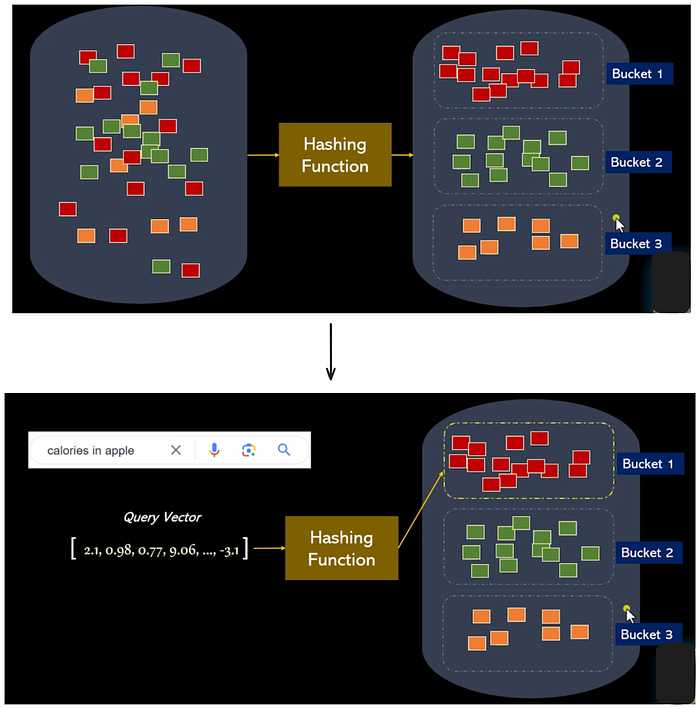 Hashing
Function
Bucket 1
Bucket 2
Bucket 3
calories in apple
Query Vector
[ 2.1, 0.98, 0.77, 9.06, ..., -3.1 ]
Hashing
Function
Bucket 1
Bucket 2
Bucket 3